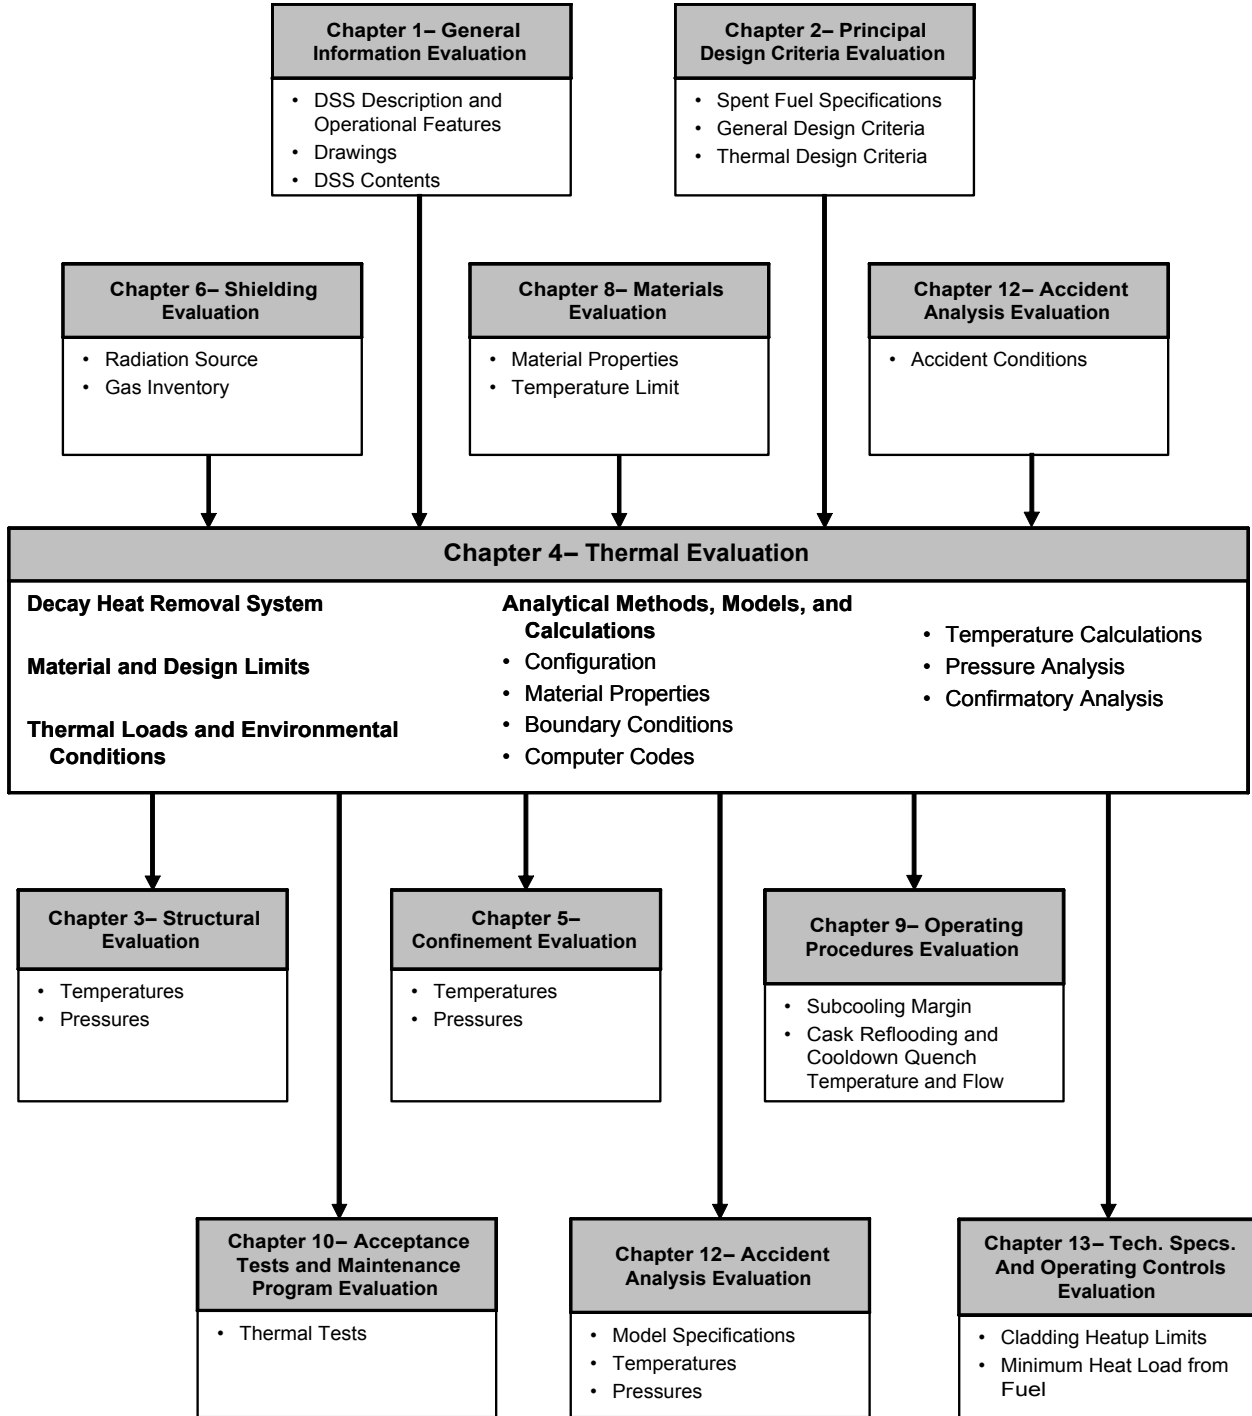 Chapter 1– General
Information Evaluation
• DSS Description and
Operational Features
• Drawings
• DSS Contents
Chapter 2– Principal
Design Criteria Evaluation
• Spent Fuel Specifications
• General Design Criteria
• Thermal Design Criteria
Chapter 6– Shielding
Evaluation
• Radiation Source
• Gas Inventory
Chapter 8– Materials
Evaluation
• Material Properties
• Temperature Limit
Chapter 12– Accident
Analysis Evaluation
• Accident Conditions
Chapter 4– Thermal Evaluation
Decay Heat Removal System
Material and Design Limits
Thermal Loads and Environmental
Conditions
Analytical Methods, Models, and
Calculations
• Configuration
• Material Properties
• Boundary Conditions
• Computer Codes
• Temperature Calculations
• Pressure Analysis
• Confirmatory Analysis
Chapter 3– Structural
Evaluation
• Temperatures
• Pressures
Chapter 5–
Confinement Evaluation
• Temperatures
• Pressures
Chapter 9– Operating
Procedures Evaluation
• Subcooling Margin
• Cask Reflooding and
Cooldown Quench
Temperature and Flow
Chapter 10– Acceptance
Tests and Maintenance
Program Evaluation
• Thermal Tests
Chapter 12– Accident
Analysis Evaluation
• Model Specifications
• Temperatures
• Pressures
Chapter 13– Tech. Specs.
And Operating Controls
Evaluation
• Cladding Heatup Limits
• Minimum Heat Load from
Fuel